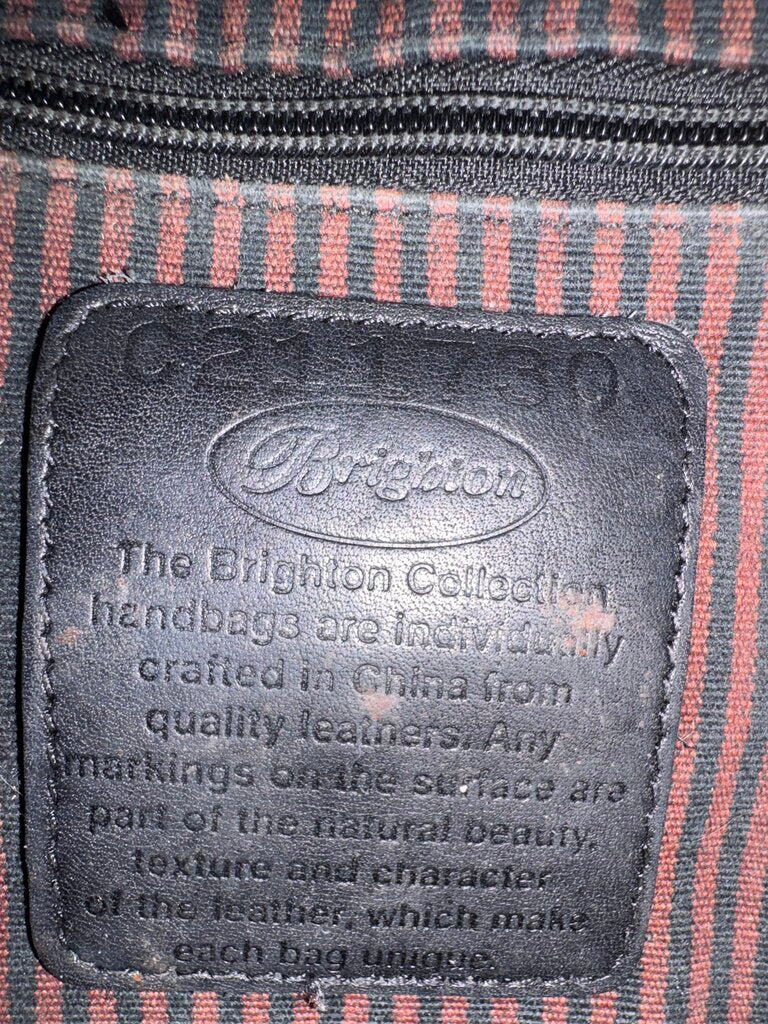 Brighton
The Brighton Collection
handbags are individually
crafted in China from
quality leathers. Any
markings on the surface are
part of the natural beauty,
texture and character
of the leather, which make
each bag unique.